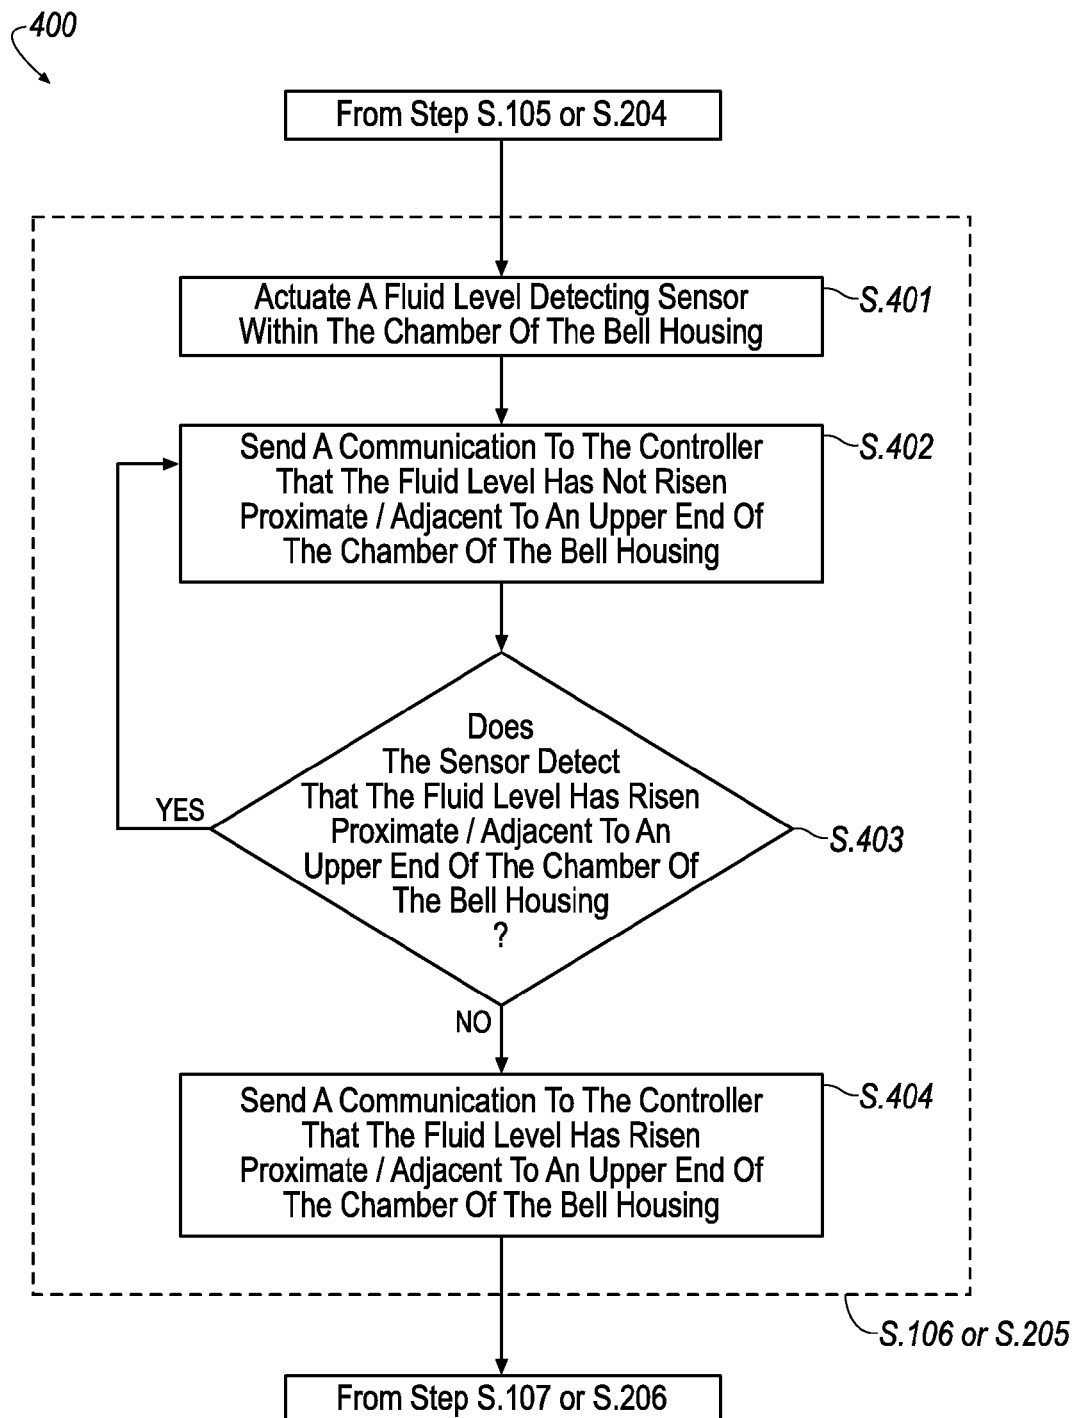 400
From Step S.105 or S.204
Actuate A Fluid Level Detecting Sensor
Within The Chamber Of The Bell Housing
S.401
Send A Communication To The Controller
That The Fluid Level Has Not Risen
Proximate / Adjacent To An Upper End Of
The Chamber Of The Bell Housing
S.402
Does
The Sensor Detect
That The Fluid Level Has Risen
Proximate / Adjacent To An
Upper End Of The Chamber Of
The Bell Housing
?
YES
S.403
NO
Send A Communication To The Controller
That The Fluid Level Has Risen
Proximate / Adjacent To An Upper End Of
The Chamber Of The Bell Housing
S.404
S.106 or S.205
From Step S.107 or S.206